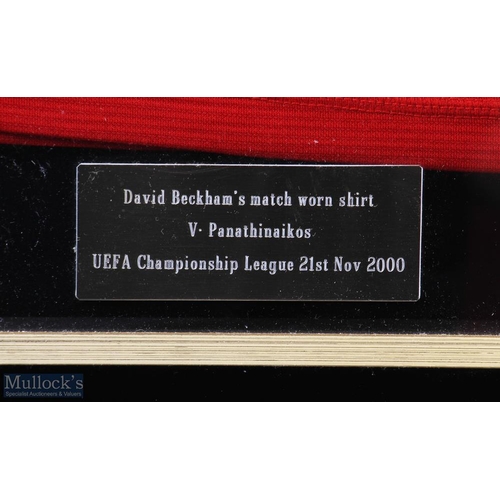 David Beckham's match worn shirt
V· Panathinaikos
UEFA Championship League 21st Nov 2000
Mullock's
Specialist Auctioneers & Valuers